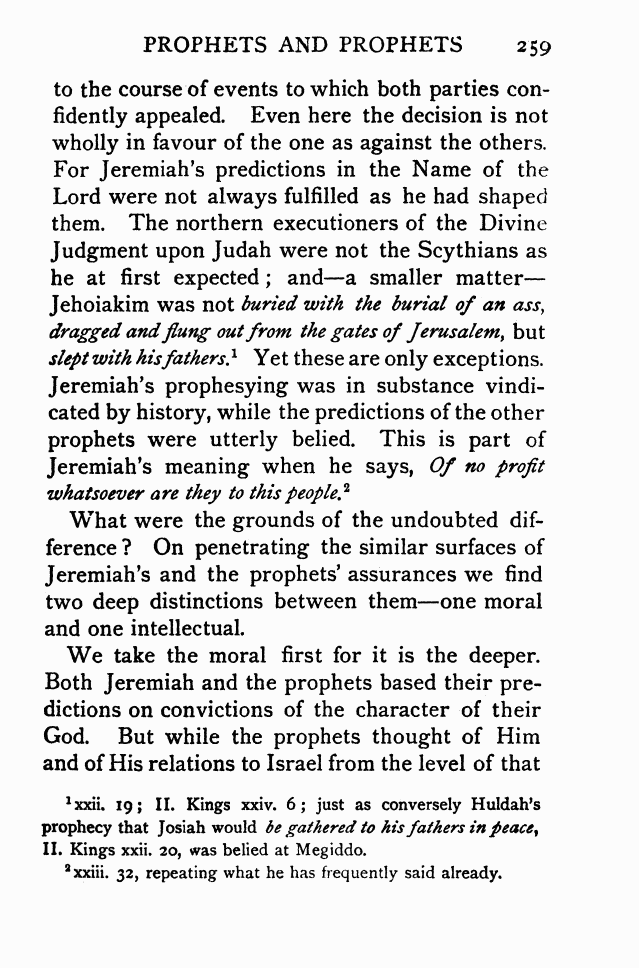 PROPHETS AND PROPHETS 259
to the course of events to which both parties con-
fidently appealed. Even here the decision is not
wholly in favour of the one as against the others.
For Jeremiah's predictions in the Name of the
Lord were not always fulfilled as he had shaped
them. The northern executioners of the Divine
Judgment upon Judah were not the Scythians as
he at first expected ; and—a smaller matter—
Jehoiakim was not buried with the burial of an ass,
dragged and flung out from the gates of Jerusalem, but
slept with his fathers.¹ Yet these are only exceptions.
Jeremiah's prophesying was in substance vindi-
cated by history, while the predictions of the other
prophets were utterly belied. This is part of
Jeremiah's meaning when he says, Of no profit
whatsoever are they to this people.²
What were the grounds of the undoubted dif-
ference ? On penetrating the similar surfaces of
Jeremiah's and the prophets' assurances we find
two deep distinctions between them—one moral
and one intellectual.
We take the moral first for it is the deeper.
Both Jeremiah and the prophets based their pre-
dictions on convictions of the character of their
God. But while the prophets thought of Him
and of His relations to Israel from the level of that
¹ xxii. 19 ; II. Kings xxiv. 6 ; just as conversely Huldah's
prophecy that Josiah would be gathered to his fathers in peace,
II. Kings xxii. 20, was belied at Megiddo.
² xxiii. 32, repeating what he has frequently said already.